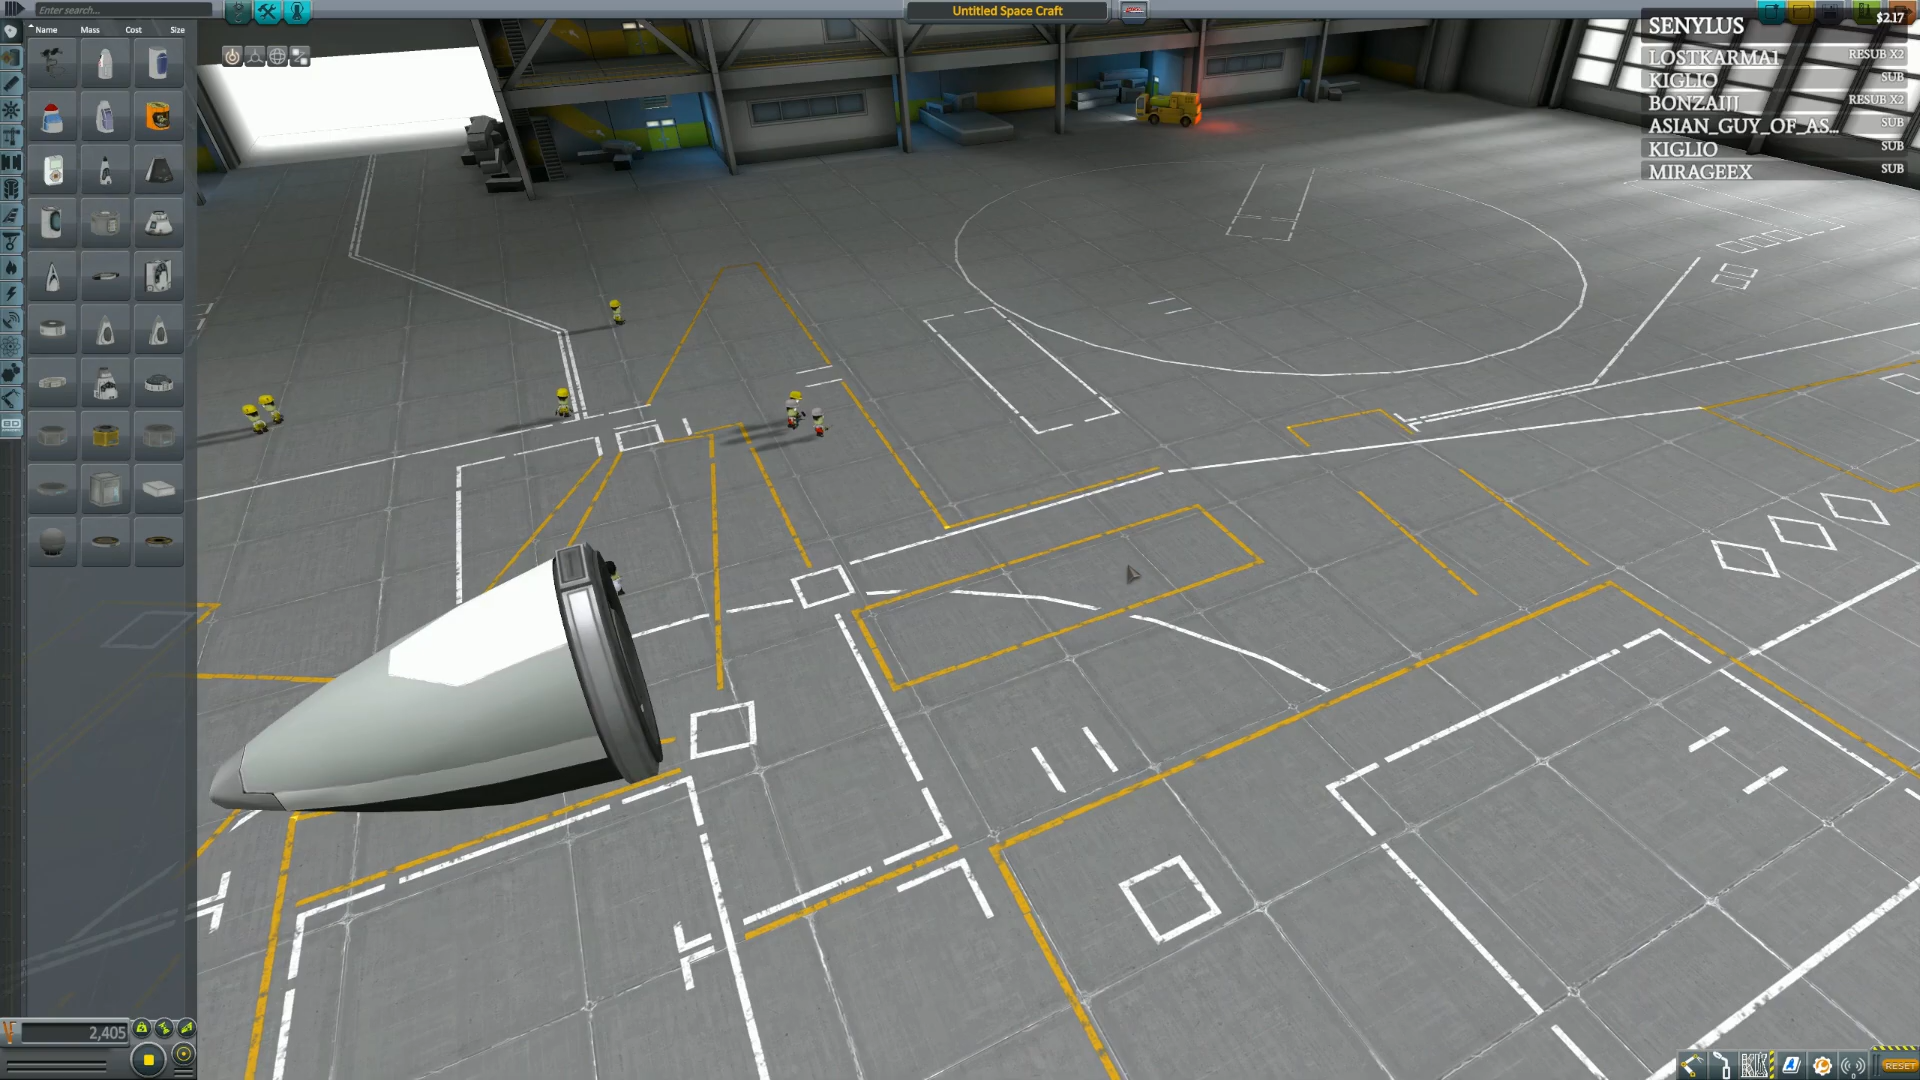 Enter search...
Untitled Space Craft
$2.17
Name Mass Cost Size
SENYLUS
LOSTKARMA1 RESUB X2
KIGLIO SUB
BONZAIJJ RESUB X2
ASIAN_GUY_OF_AS... SUB
KIGLIO SUB
MIRAGEEX SUB
2,405
RESET